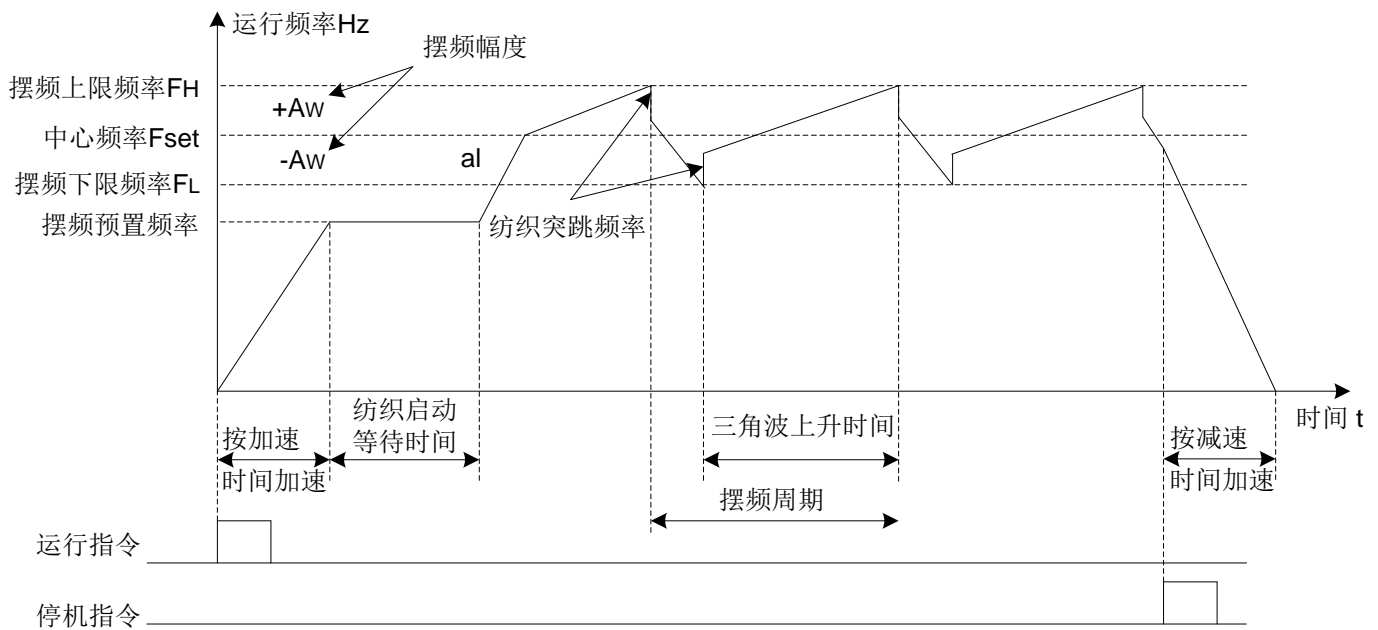 运行频率Hz
摆频幅度
摆频上限频率FH
+Aw
中心频率Fset
-Aw
al
摆频下限频率FL
摆频预置频率
纺织突跳频率
时间 t
按加速
时间加速
纺织启动
等待时间
三角波上升时间
按减速
时间加速
摆频周期
运行指令
停机指令